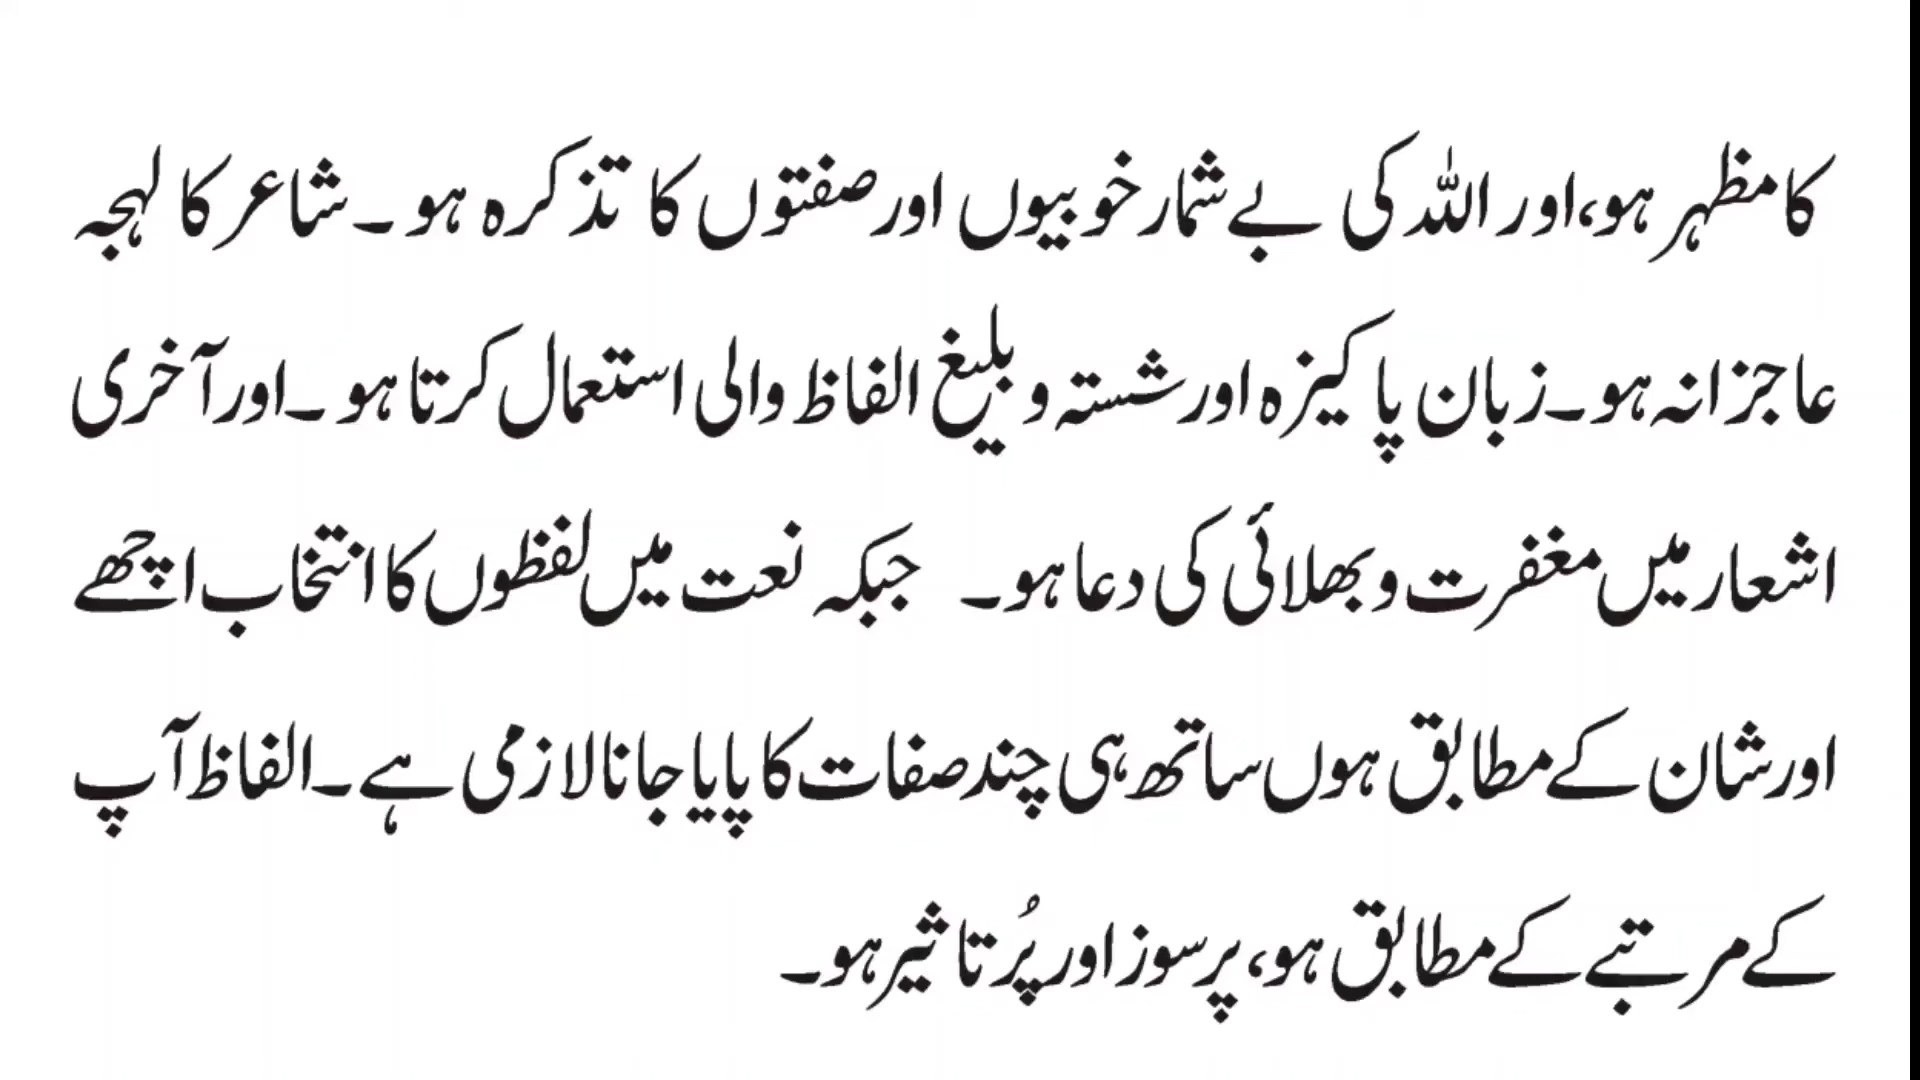 کا مظہر ہو، اور اللہ کی بے شمار خوبیوں اور صفتوں کا تذکرہ ہو۔ شاعر کا لہجہ
عاجزانہ ہو۔ زبان پاکیزہ اور شستہ و بلیغ الفاظ والی استعمال کرتا ہو۔ اور آخری
اشعار میں مغفرت و بھلائی کی دعا ہو۔ جبکہ نعت میں لفظوں کا انتخاب اچھے
اور شان کے مطابق ہوں ساتھ ہی چند صفات کا پایا جانا لازمی ہے۔ الفاظ آپ
کے مرتبے کے مطابق ہو، پرسوز اور پُرتاثیر ہو۔